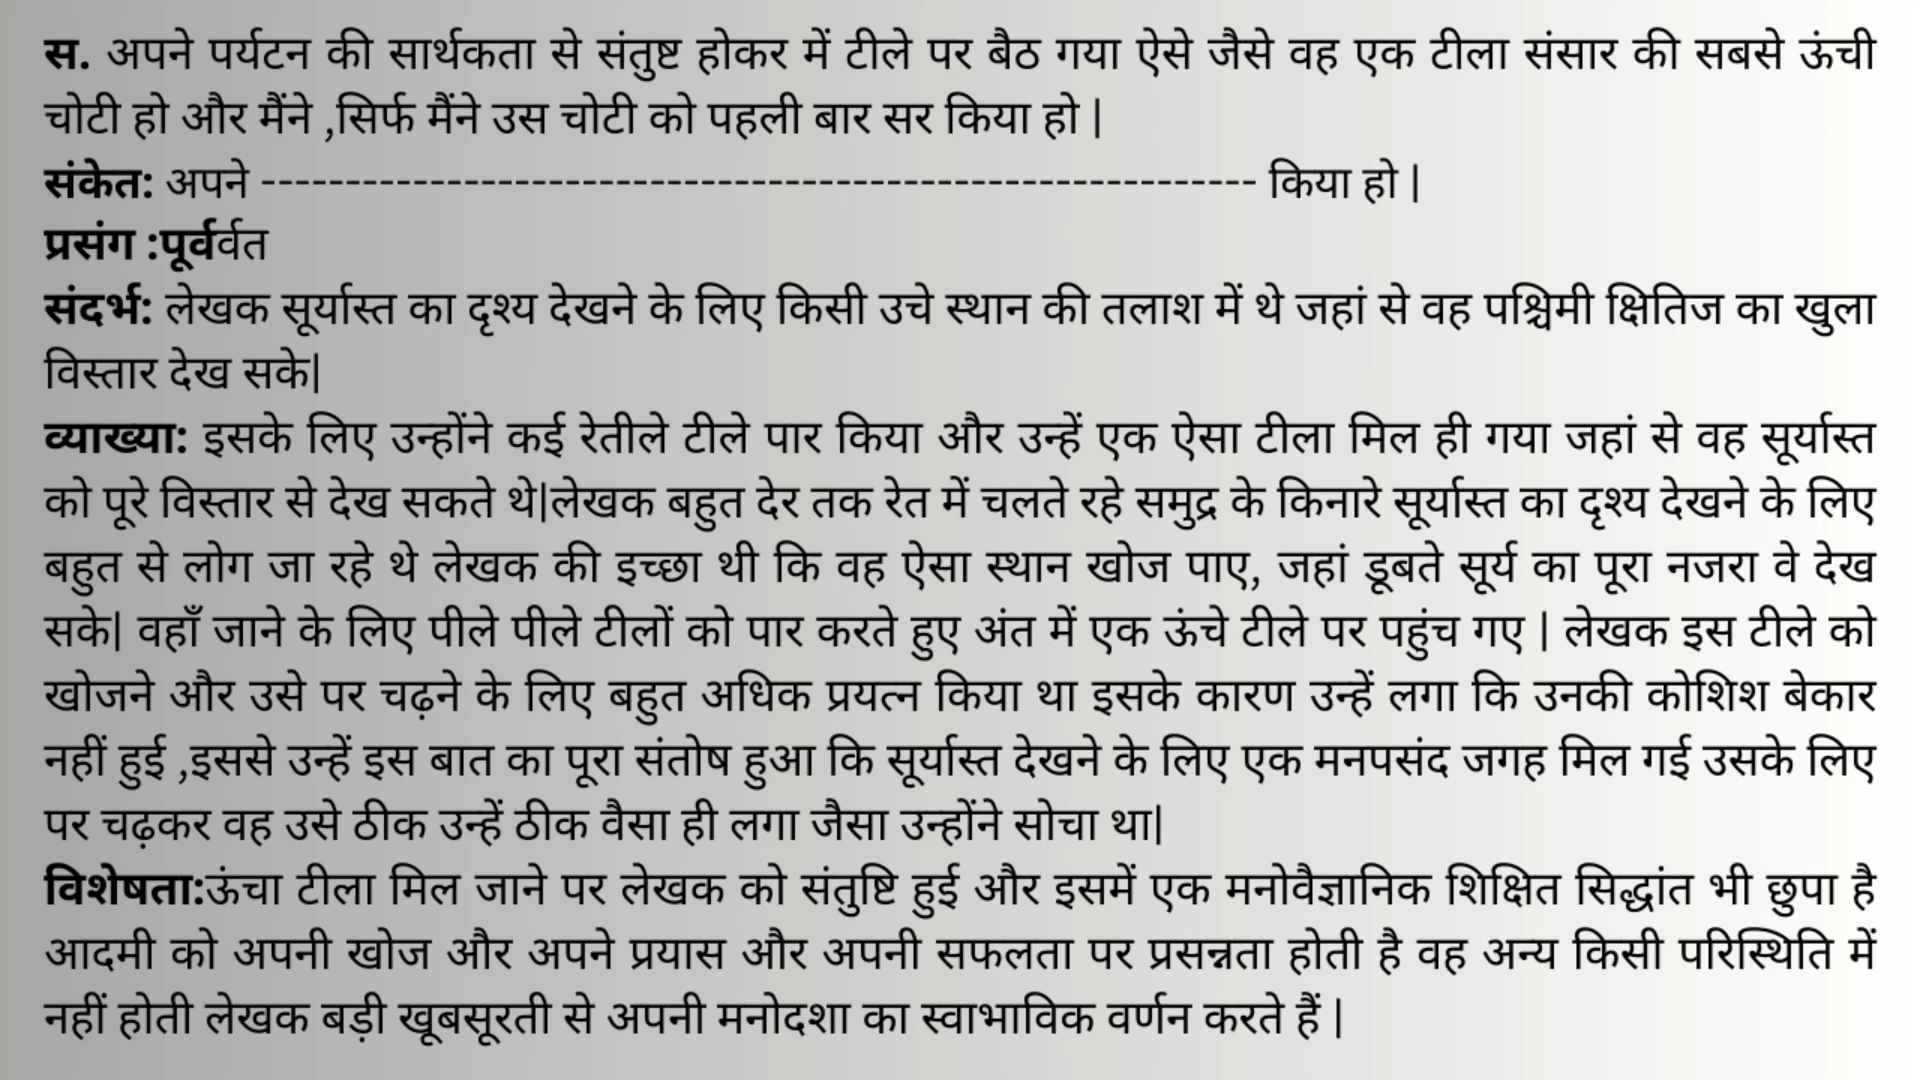 स. अपने पर्यटन की सार्थकता से संतुष्ट होकर में टीले पर बैठ गया ऐसे जैसे वह एक टीला संसार की सबसे ऊंची
चोटी हो और मैंने ,सिर्फ मैंने उस चोटी को पहली बार सर किया हो |
संकेत: अपने ------------------------------------------------------------------ किया हो |
प्रसंग :पूर्वर्वत
संदर्भ: लेखक सूर्यास्त का दृश्य देखने के लिए किसी उचे स्थान की तलाश में थे जहां से वह पश्चिमी क्षितिज का खुला
विस्तार देख सके|
व्याख्या: इसके लिए उन्होंने कई रेतीले टीले पार किया और उन्हें एक ऐसा टीला मिल ही गया जहां से वह सूर्यास्त
को पूरे विस्तार से देख सकते थे|लेखक बहुत देर तक रेत में चलते रहे समुद्र के किनारे सूर्यास्त का दृश्य देखने के लिए
बहुत से लोग जा रहे थे लेखक की इच्छा थी कि वह ऐसा स्थान खोज पाए, जहां डूबते सूर्य का पूरा नजरा वे देख
सके| वहाँ जाने के लिए पीले पीले टीलों को पार करते हुए अंत में एक ऊंचे टीले पर पहुंच गए | लेखक इस टीले को
खोजने और उसे पर चढ़ने के लिए बहुत अधिक प्रयत्न किया था इसके कारण उन्हें लगा कि उनकी कोशिश बेकार
नहीं हुई ,इससे उन्हें इस बात का पूरा संतोष हुआ कि सूर्यास्त देखने के लिए एक मनपसंद जगह मिल गई उसके लिए
पर चढ़कर वह उसे ठीक उन्हें ठीक वैसा ही लगा जैसा उन्होंने सोचा था|
विशेषता:ऊंचा टीला मिल जाने पर लेखक को संतुष्टि हुई और इसमें एक मनोवैज्ञानिक शिक्षित सिद्धांत भी छुपा है
आदमी को अपनी खोज और अपने प्रयास और अपनी सफलता पर प्रसन्नता होती है वह अन्य किसी परिस्थिति में
नहीं होती लेखक बड़ी खूबसूरती से अपनी मनोदशा का स्वाभाविक वर्णन करते हैं |